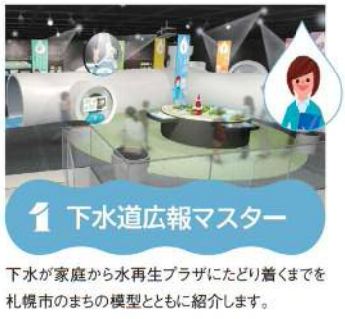 1 下水道広報マスター
下水が家庭から水再生プラザにたどり着くまでを
札幌市のまちの模型とともに紹介します。